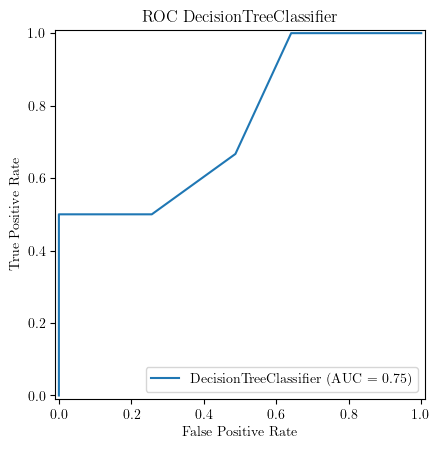 ROC DecisionTreeClassifier
1.0
0.8
0.6
0.4
0.2
0.0
True Positive Rate
DecisionTreeClassifier (AUC = 0.75)
0.0 0.2 0.4 0.6 0.8 1.0
False Positive Rate